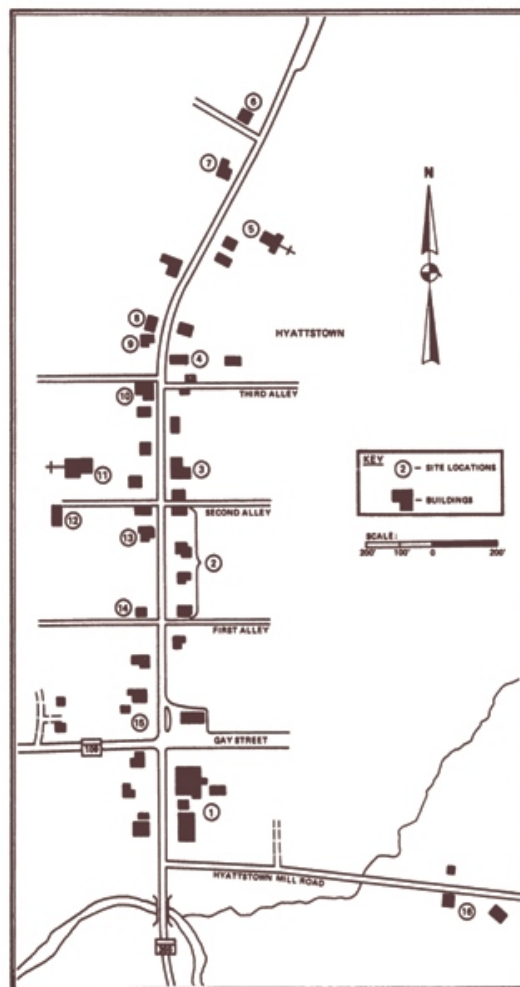 6
7
N
5
8
HYATTSTOWN
9
4
10
THIRD ALLEY
3
11
KEY
2 - SITE LOCATIONS
- BUILDINGS
SECOND ALLEY
12
13
2
SCALE:
200' 100' 0 200'
14
FIRST ALLEY
15
GAY STREET
109
1
HYATTSTOWN MILL ROAD
16